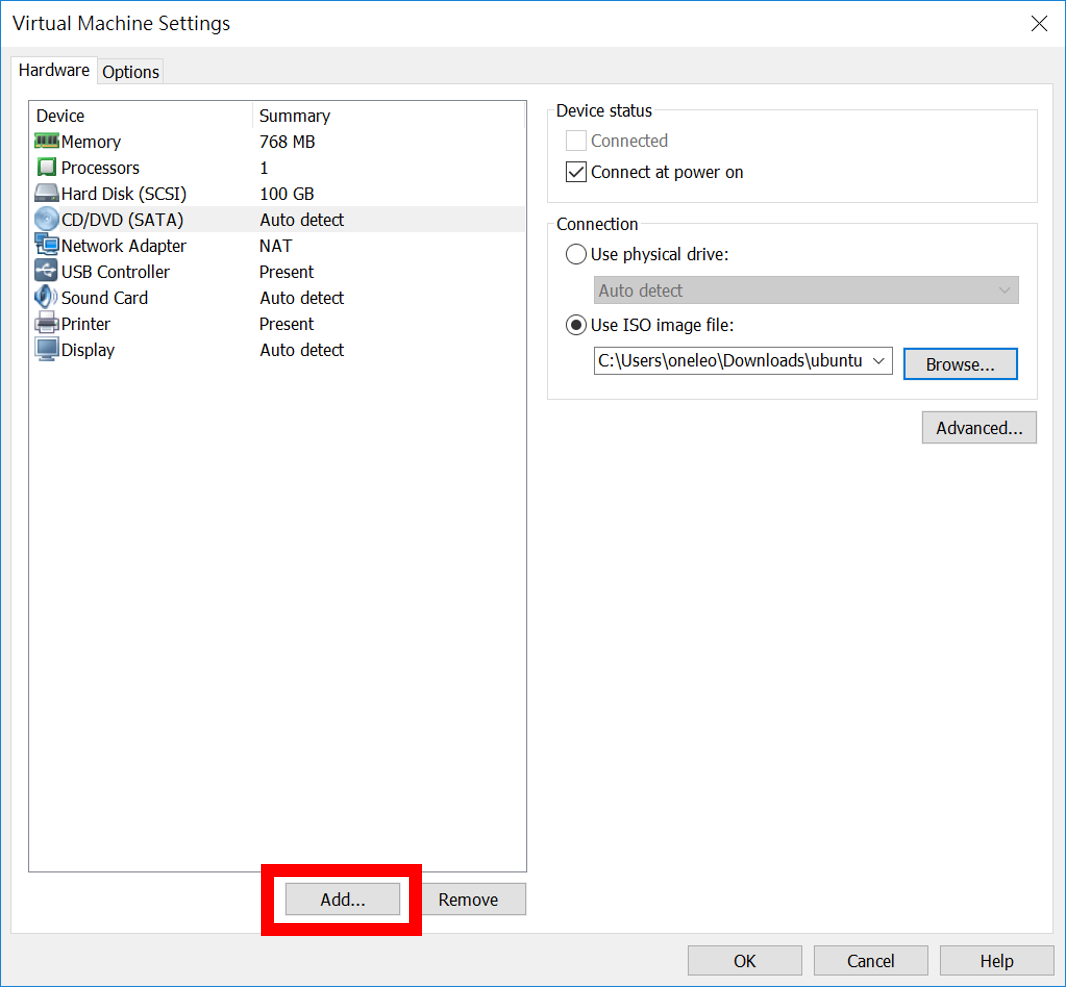 Virtual Machine Settings
Hardware Options
Device Summary
Memory 768 MB
Processors 1
Hard Disk (SCSI) 100 GB
CD/DVD (SATA) Auto detect
Network Adapter NAT
USB Controller Present
Sound Card Auto detect
Printer Present
Display Auto detect
Add... Remove
Device status
Connected
Connect at power on
Connection
Use physical drive:
Auto detect
Use ISO image file:
C:\Users\oneleo\Downloads\ubuntu Browse...
Advanced...
OK Cancel Help